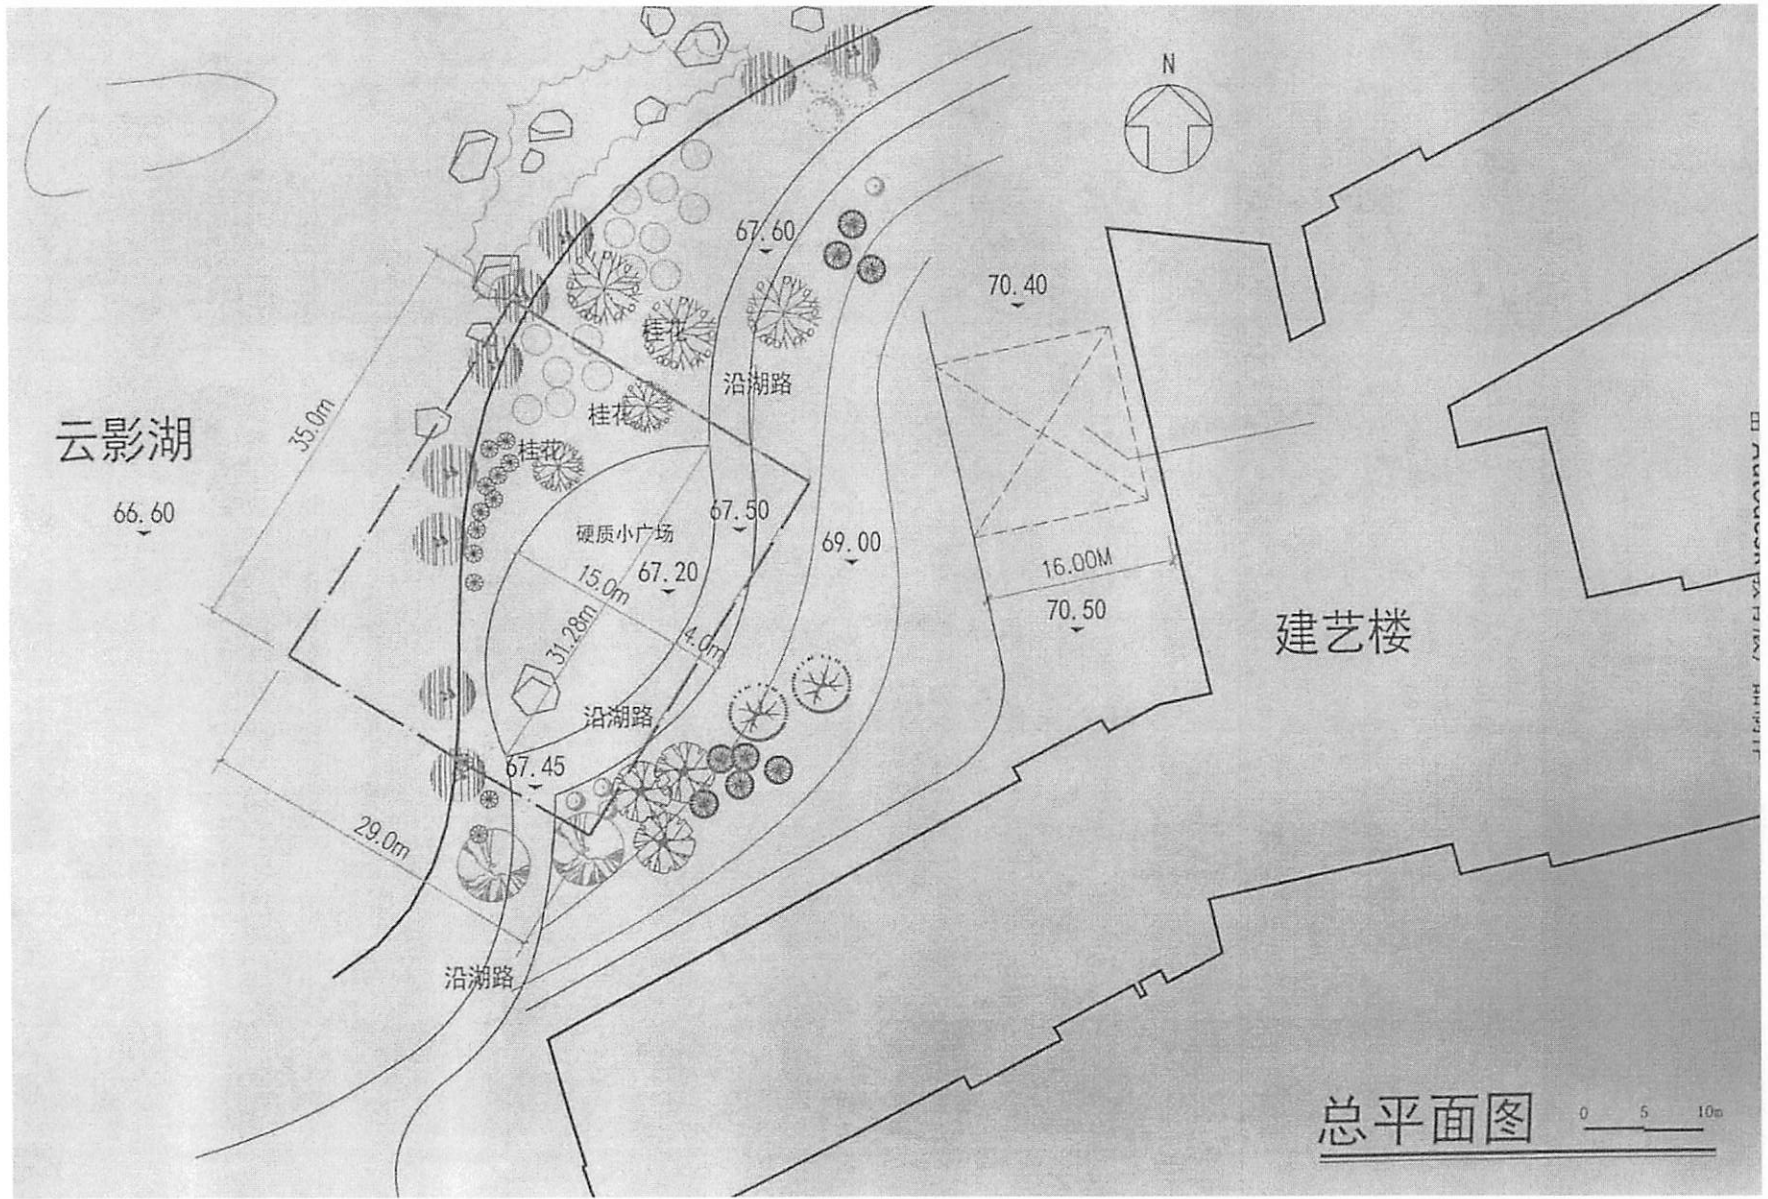 N
67.60
70.40
桂花
沿湖路
35.0m
桂花
云影湖
桂花
66.60
67.50
硬质小广场
69.00
15.0m
67.20
16.00M
70.50
31.28m
4.0m
建艺楼
沿湖路
67.45
29.0m
沿湖路
总平面图
0 5 10m